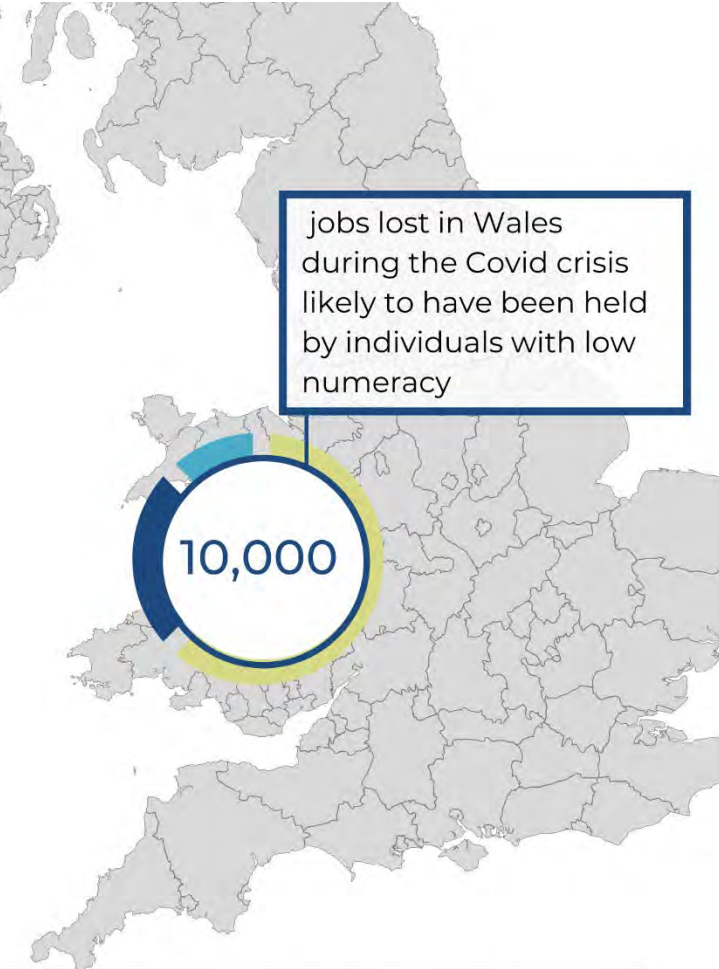 jobs lost in Wales
during the Covid crisis
likely to have been held
by individuals with low
numeracy
10,000